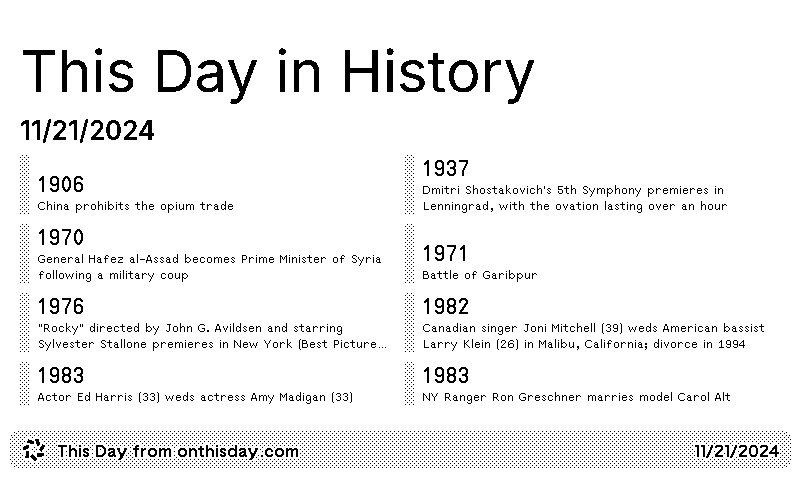 This Day in History
11/21/2024
1906
China prohibits the opium trade
1937
Dmitri Shostakovich's 5th Symphony premieres in
Lenningrad, with the ovation lasting over an hour
1970
General Hafez al-Assad becomes Prime Minister of Syria
following a military coup
1971
Battle of Garibpur
1976
"Rocky" directed by John G. Avildsen and starring
Sylvester Stallone premieres in New York (Best Picture...
1982
Canadian singer Joni Mitchell (39) weds American bassist
Larry Klein (26) in Malibu, California; divorce in 1994
1983
Actor Ed Harris (33) weds actress Amy Madigan (33)
1983
NY Ranger Ron Greschner marries model Carol Alt
This Day from onthisday.com
11/21/2024